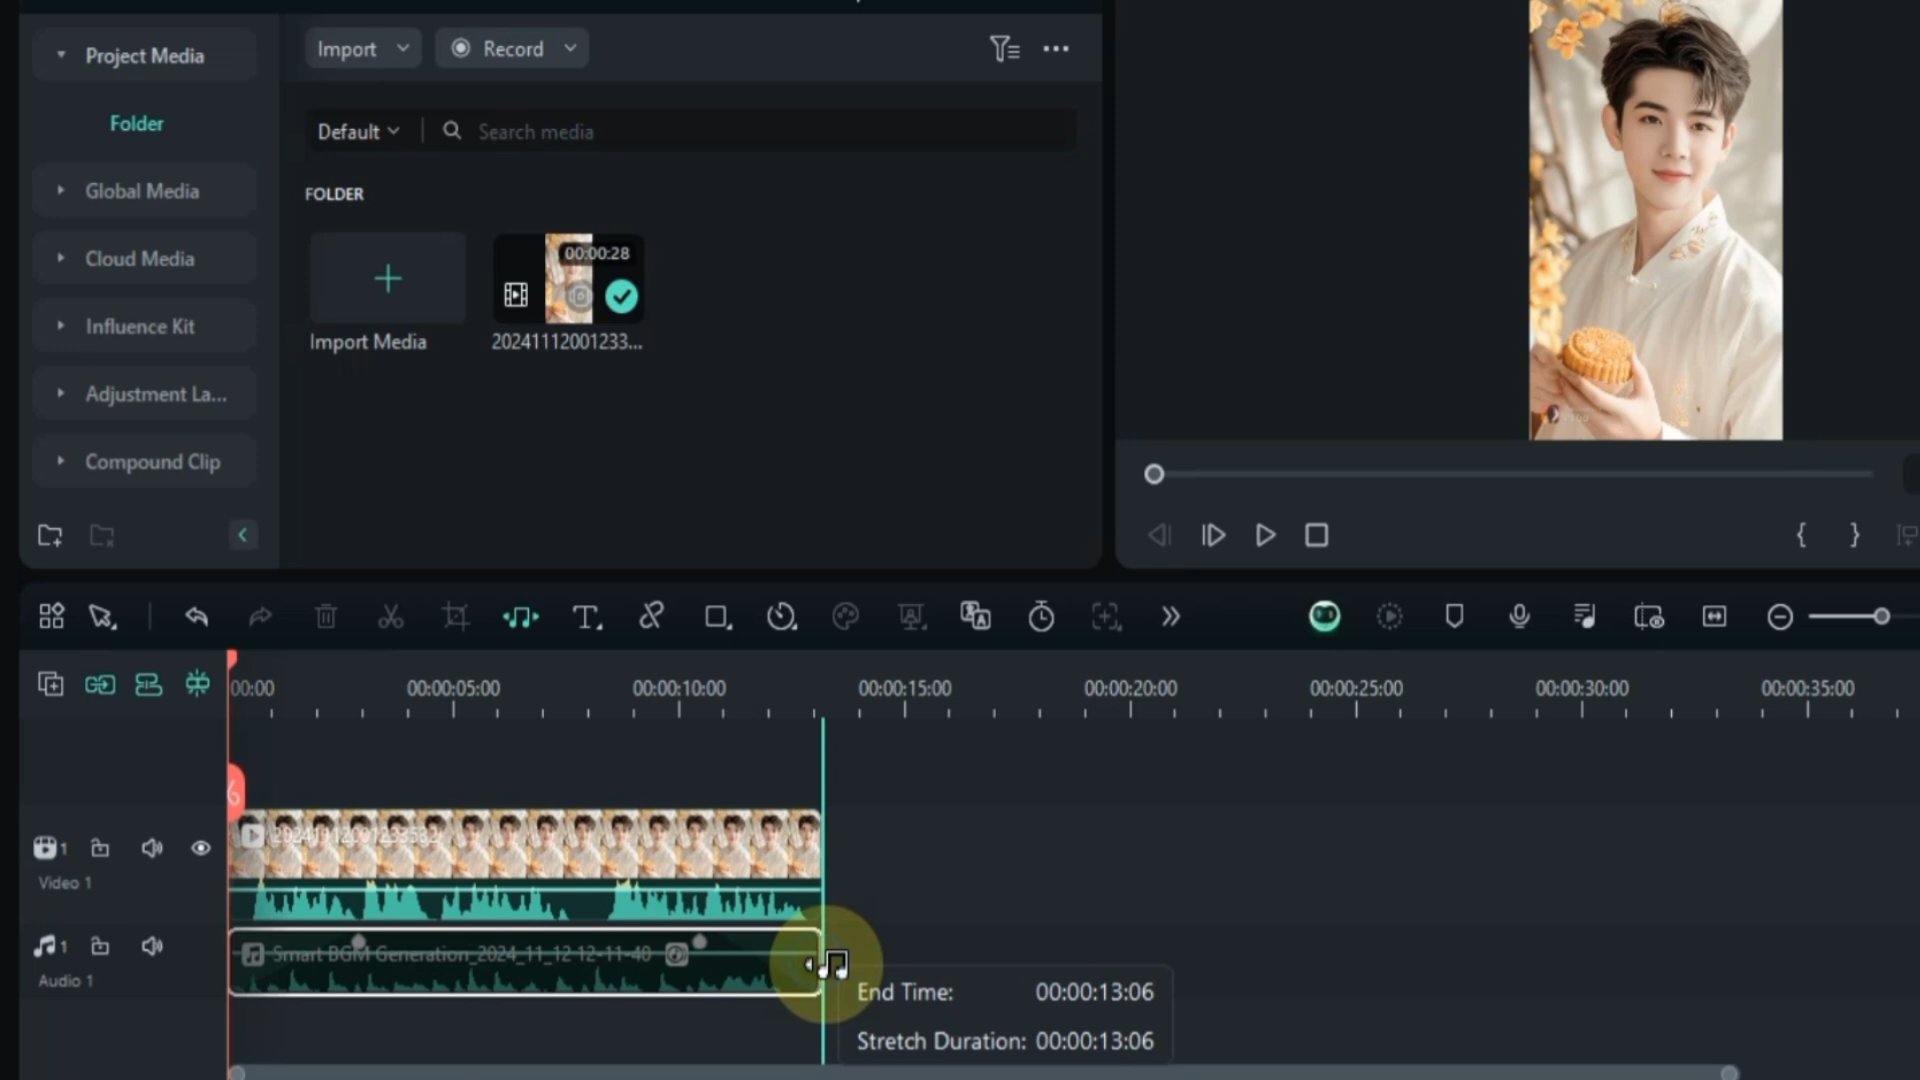 Project Media
Folder
Global Media
Cloud Media
Influence Kit
Adjustment La...
Compound Clip
Import
Record
Default
Search media
FOLDER
Import Media
00:00:28
20241112001233...
00:00
00:00:05:00
00:00:10:00
00:00:15:00
00:00:20:00
00:00:25:00
00:00:30:00
00:00:35:00
1
Video 1
20241112001233532
1
Audio 1
Smart BGM Generation_2024_11_12 12-11-40
End Time: 00:00:13:06
Stretch Duration: 00:00:13:06